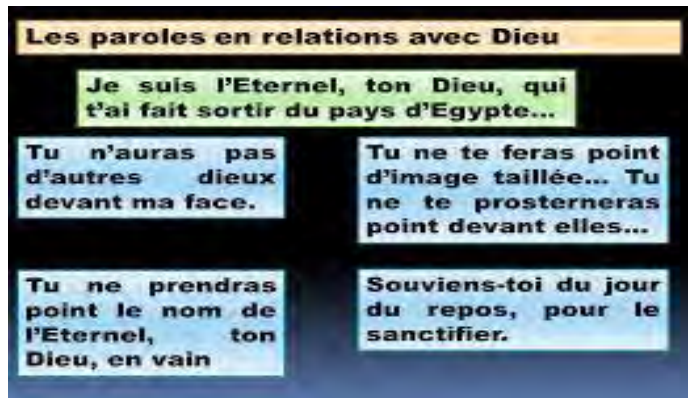 Les paroles en relations avec Dieu
Je suis l'Eternel, ton Dieu, qui
t'ai fait sortir du pays d'Egypte...
Tu n'auras pas
d'autres dieux
devant ma face.
Tu ne te feras point
d'image taillée... Tu
ne te prosterneras
point devant elles...
Tu ne prendras
point le nom de
l'Eternel, ton
Dieu, en vain
Souviens-toi du jour
du repos, pour le
sanctifier.